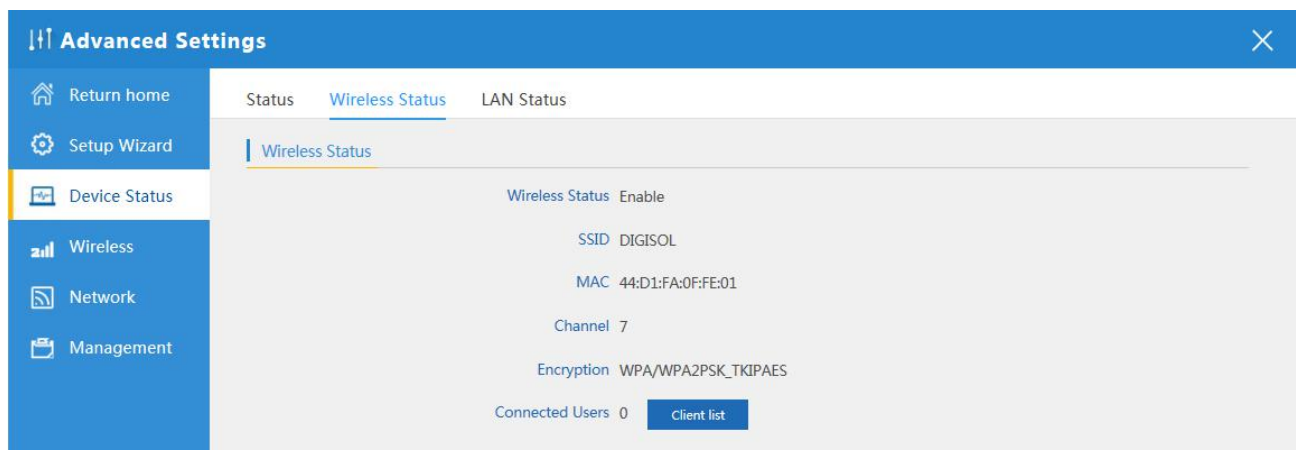 Advanced Settings
Return home
Setup Wizard
Device Status
Wireless
Network
Management
Status Wireless Status LAN Status
Wireless Status
Wireless Status Enable
SSID DIGISOL
MAC 44:D1:FA:0F:FE:01
Channel 7
Encryption WPA/WPA2PSK_TKIPAES
Connected Users 0 Client list